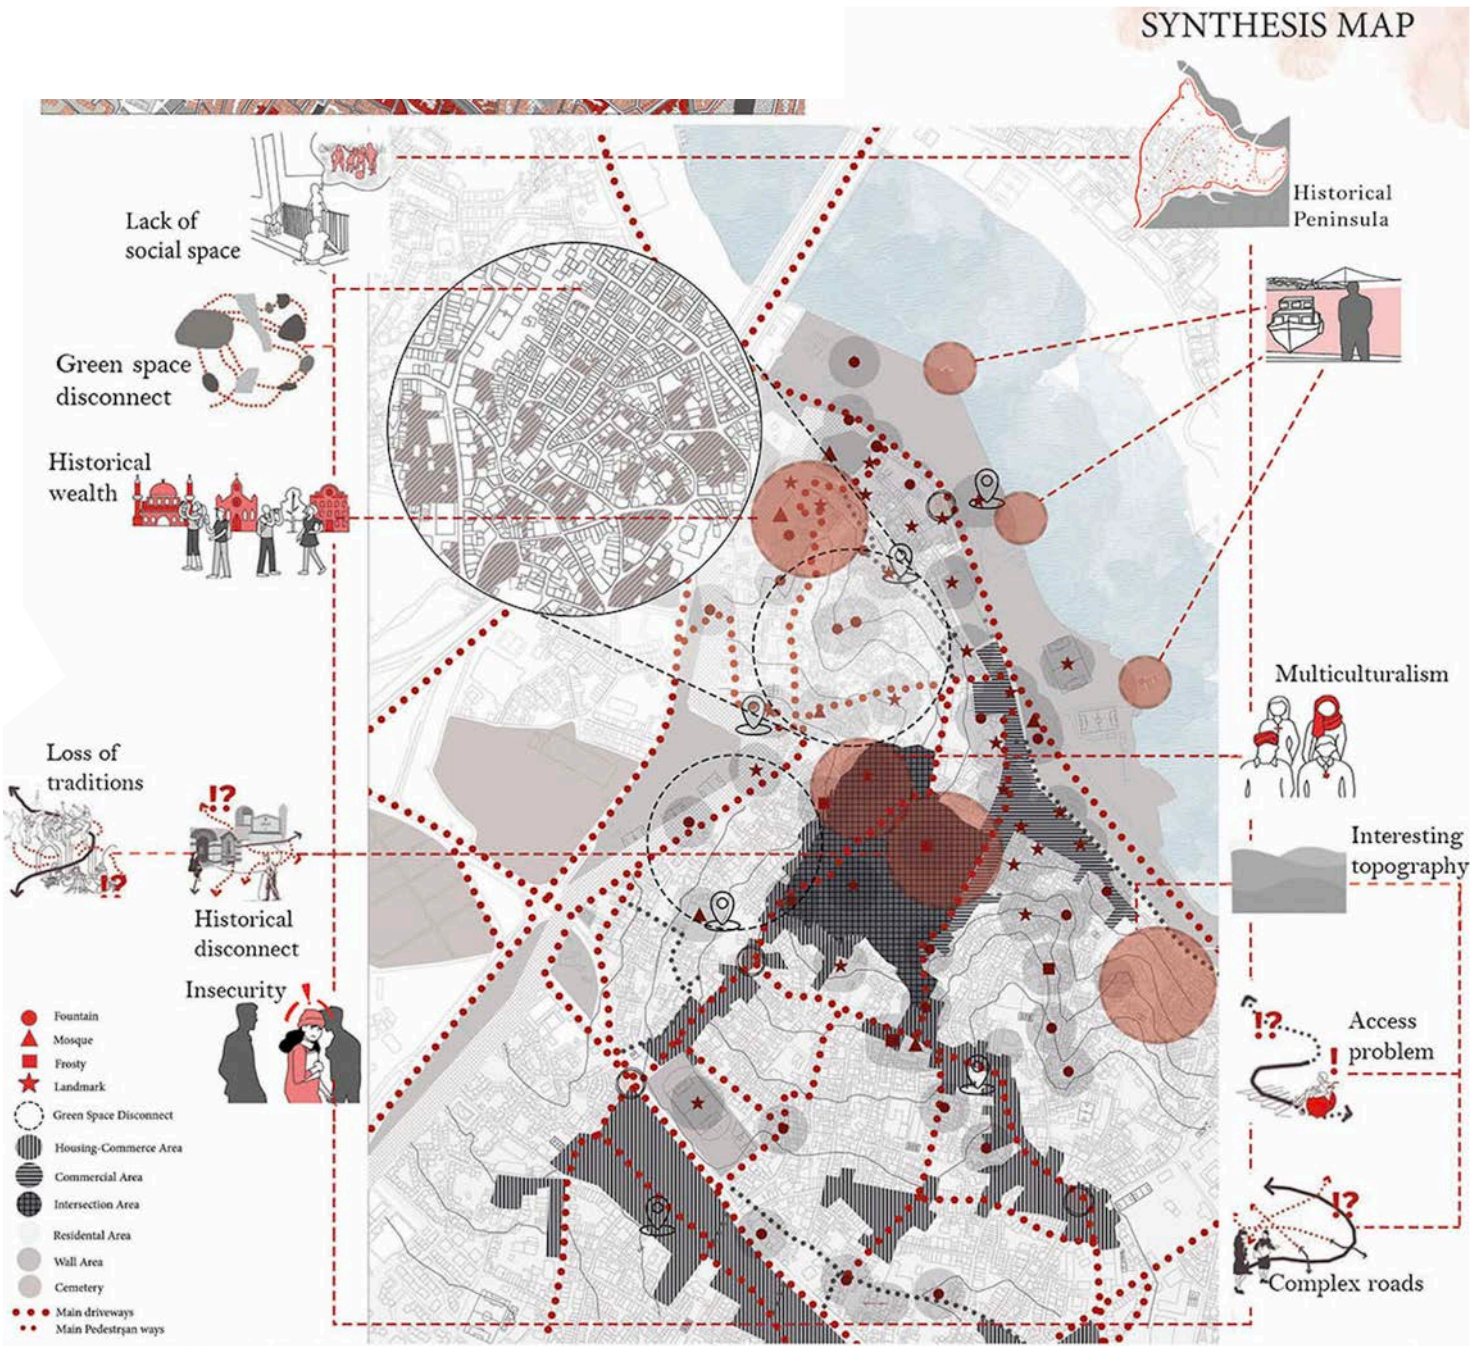 SYNTHESIS MAP
Historical
Peninsula
Lack of
social space
Green space
disconnect
Historical
wealth
Multiculturalism
Loss of
traditions
!?
!?
Historical
disconnect
!?
Interesting
topography
Insecurity
!
Access
problem
!?
!
Complex roads
!?
Fountain
Mosque
Frosty
Landmark
Green Space Disconnect
Housing-Commerce Area
Commercial Area
Intersection Area
Residental Area
Wall Area
Cemetery
Main driveways
Main Pedestrşan ways